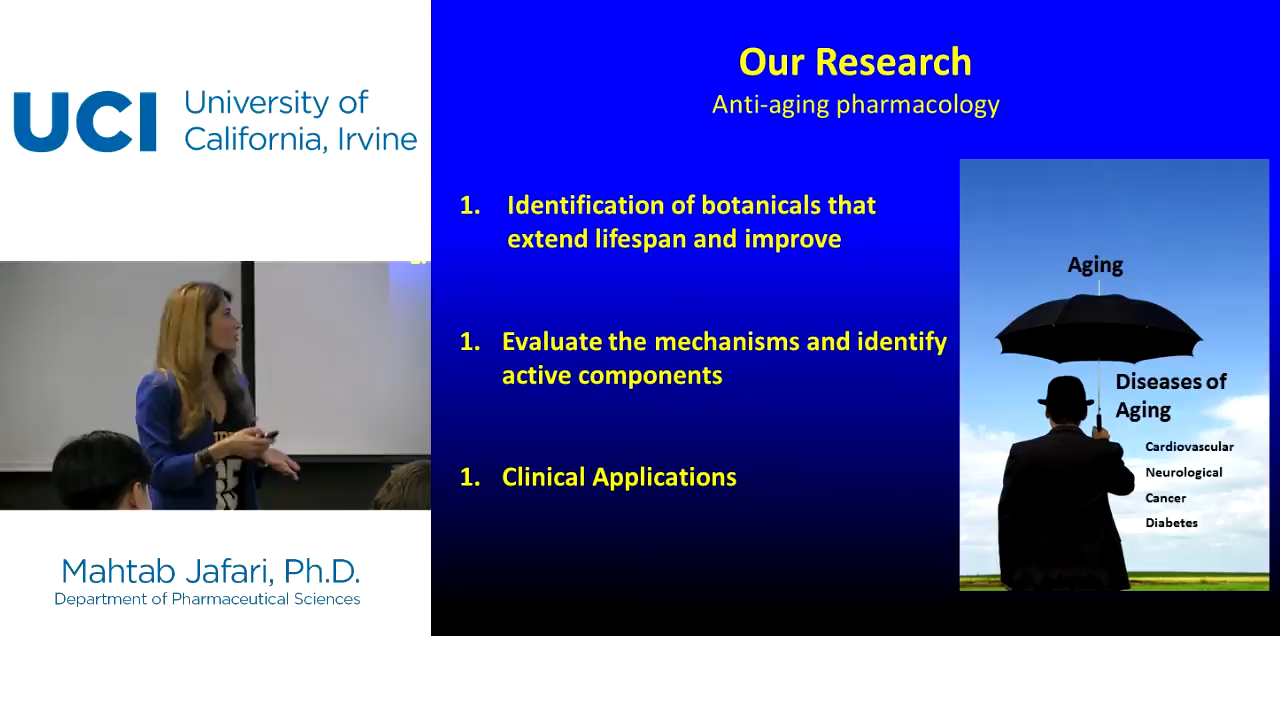 UCI
University of
California, Irvine
Mahtab Jafari, Ph.D.
Department of Pharmaceutical Sciences
Our Research
Anti-aging pharmacology
1. Identification of botanicals that
extend lifespan and improve
1. Evaluate the mechanisms and identify
active components
1. Clinical Applications
Aging
Diseases of
Aging
Cardiovascular
Neurological
Cancer
Diabetes